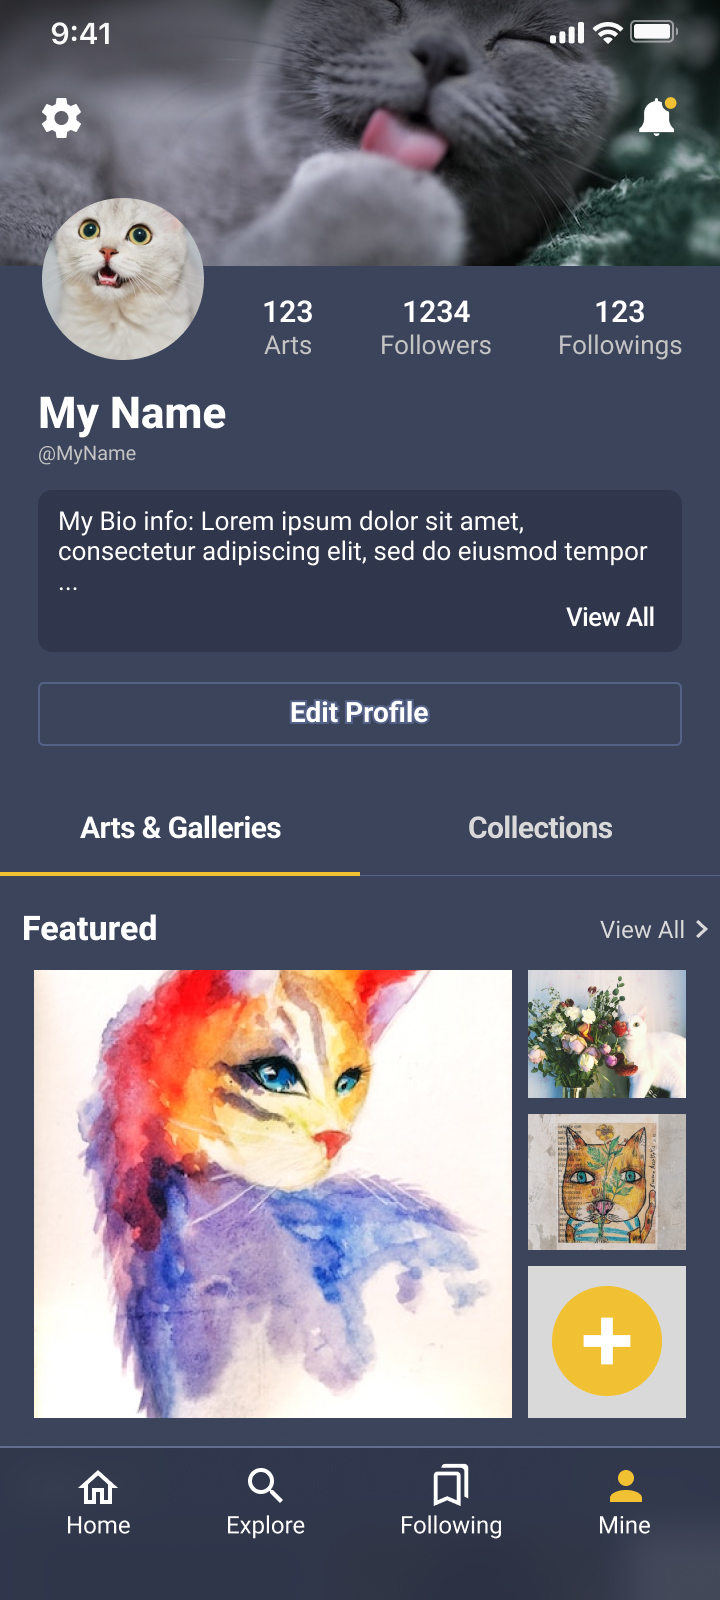 9:41
123
1234
123
Arts
Followers
Followings
My Name
@MyName
My Bio info: Lorem ipsum dolor sit amet,
consectetur adipiscing elit, sed do eiusmod tempor
...
View All
Edit Profile
Arts & Galleries
Collections
Featured
View All
Home
Explore
Following
Mine